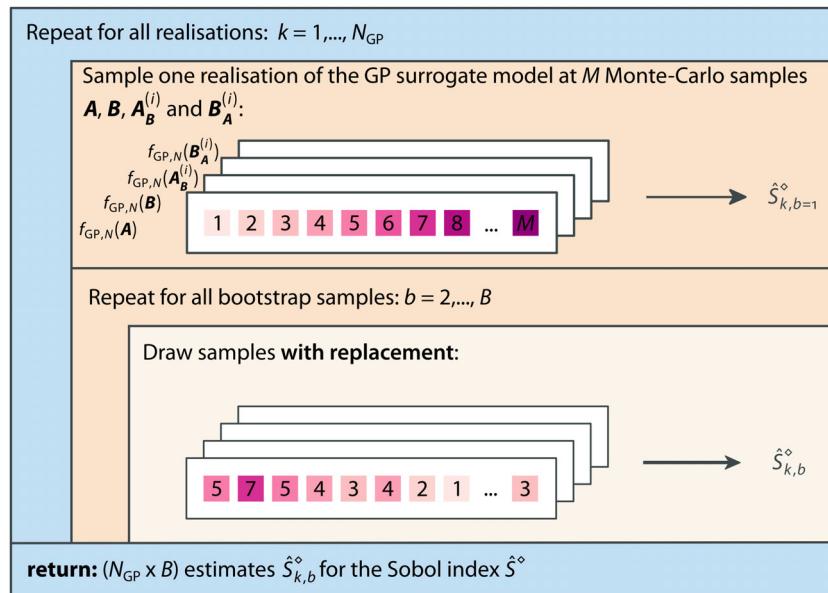 Repeat for all realisations: k = 1,..., N_GP
Sample one realisation of the GP surrogate model at M Monte-Carlo samples
A, B, A_B^(i) and B_A^(i):
f_GP,N(B_A^(i))
f_GP,N(A_B^(i))
f_GP,N(B)
f_GP,N(A)
1 2 3 4 5 6 7 8 ... M
Ŝ_k,b=1^⋄
Repeat for all bootstrap samples: b = 2,..., B
Draw samples with replacement:
5 7 5 4 3 4 2 1 ... 3
Ŝ_k,b^⋄
return: (N_GP x B) estimates Ŝ_k,b^⋄ for the Sobol index Ŝ^⋄